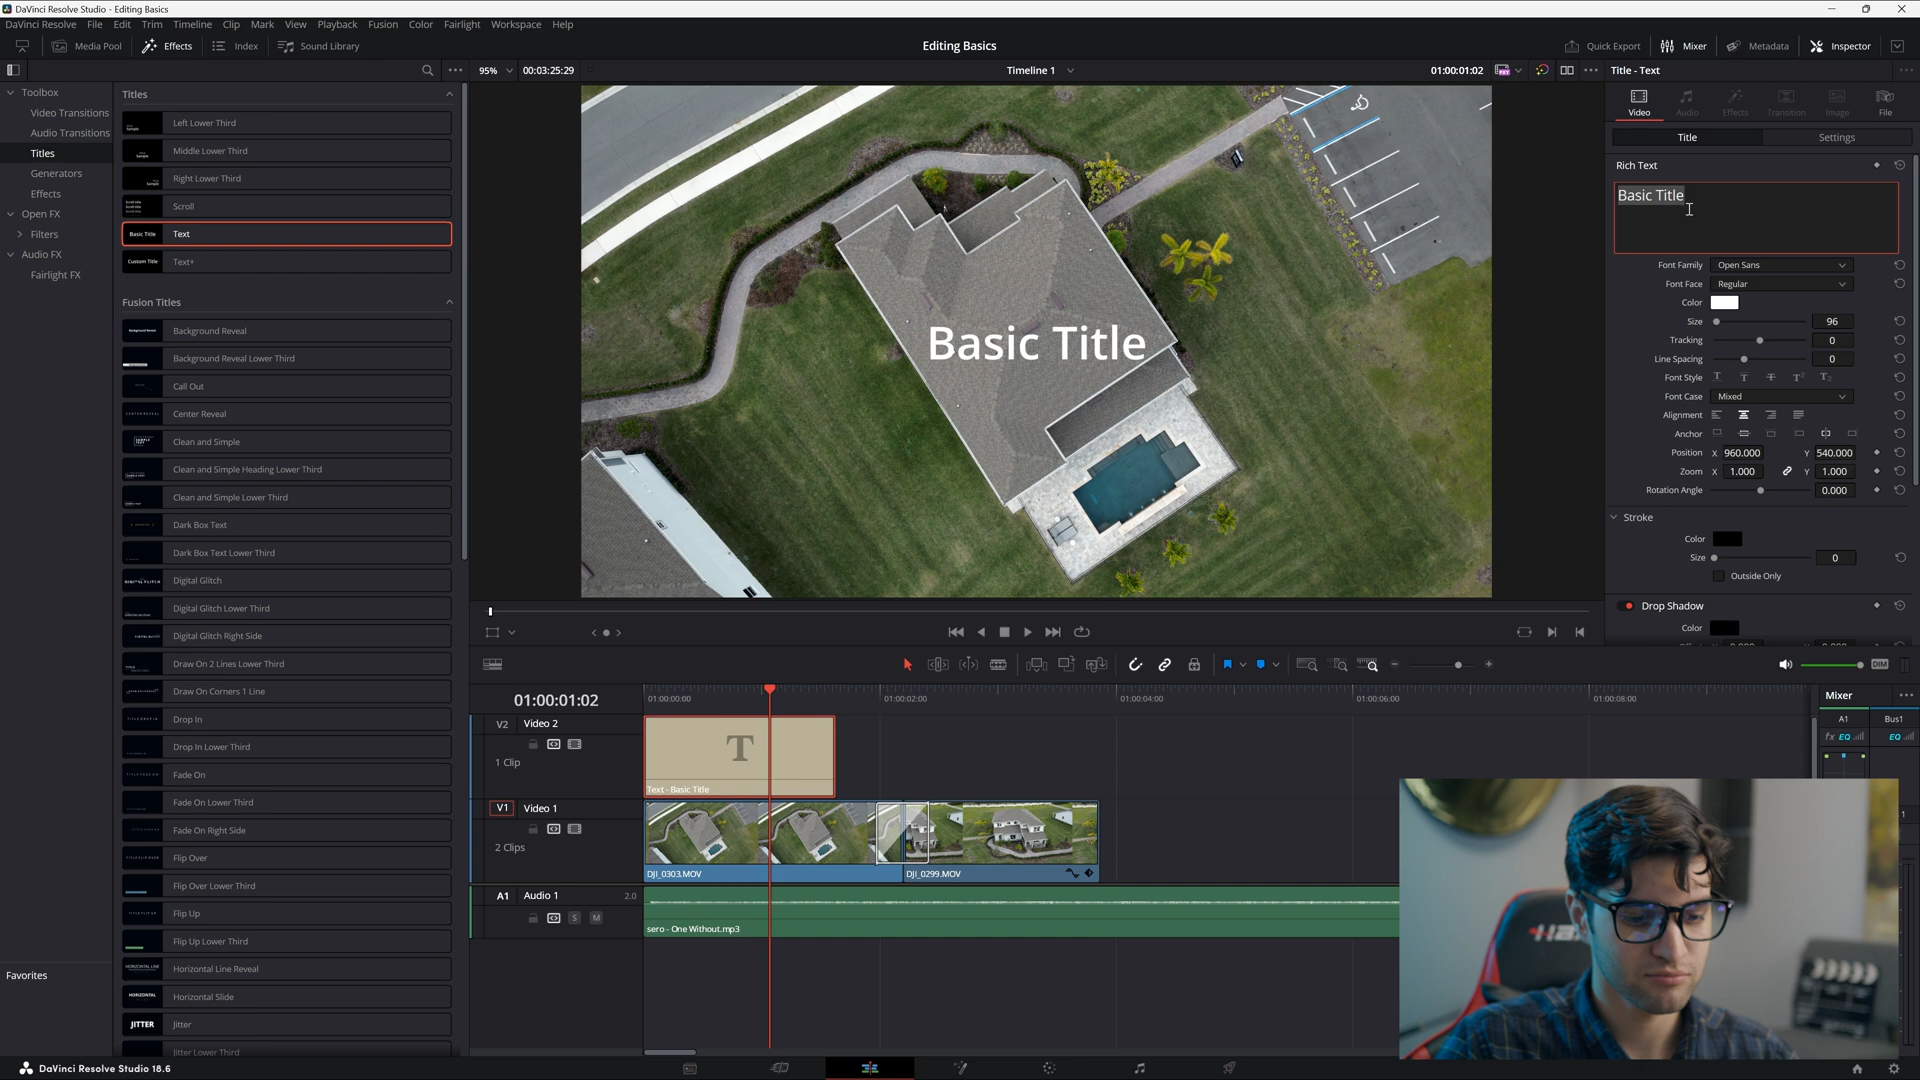 DaVinci Resolve Studio - Editing Basics
DaVinci Resolve File Edit Trim Timeline Clip Mark View Playback Fusion Color Fairlight Workspace Help
Media Pool Effects Index Sound Library
Editing Basics
Quick Export Mixer Metadata Inspector
95% 00:03:25:29
Timeline 1
01:00:01:02
Title - Text
Toolbox
Video Transitions
Audio Transitions
Titles
Generators
Effects
Open FX
Filters
Audio FX
Fairlight FX
Favorites
Titles
Left Lower Third
Middle Lower Third
Right Lower Third
Scroll
Basic Title Text
Custom Title Text+
Fusion Titles
Background Reveal
Background Reveal Lower Third
Call Out
Center Reveal
Clean and Simple
Clean and Simple Heading Lower Third
Clean and Simple Lower Third
Dark Box Text
Dark Box Text Lower Third
Digital Glitch
Digital Glitch Lower Third
Digital Glitch Right Side
Draw On 2 Lines Lower Third
Draw On Corners 1 Line
Drop In
Drop In Lower Third
Fade On
Fade On Lower Third
Fade On Right Side
Flip Over
Flip Over Lower Third
Flip Up
Flip Up Lower Third
HORIZONTAL LINE Horizontal Line Reveal
HORIZONTAL Horizontal Slide
JITTER Jitter
Jitter Lower Third
Basic Title
Video Audio Effects Transition Image File
Title Settings
Rich Text
Basic Title
Font Family Open Sans
Font Face Regular
Color
Size 96
Tracking 0
Line Spacing 0
Font Style T T T T T
Font Case Mixed
Alignment
Anchor
Position X 960.000 Y 540.000
Zoom X 1.000 Y 1.000
Rotation Angle 0.000
Stroke
Color
Size 0
Outside Only
Drop Shadow
Color
DIM
01:00:01:02
01:00:00:00 01:00:02:00 01:00:04:00 01:00:06:00 01:00:08:00
V2 Video 2
1 Clip
T
Text - Basic Title
V1 Video 1
2 Clips
DJI_0303.MOV
DJI_0299.MOV
A1 Audio 1 2.0
S M
sero - One Without.mp3
Mixer
A1 Bus1
fx EQ EQ
DaVinci Resolve Studio 18.6